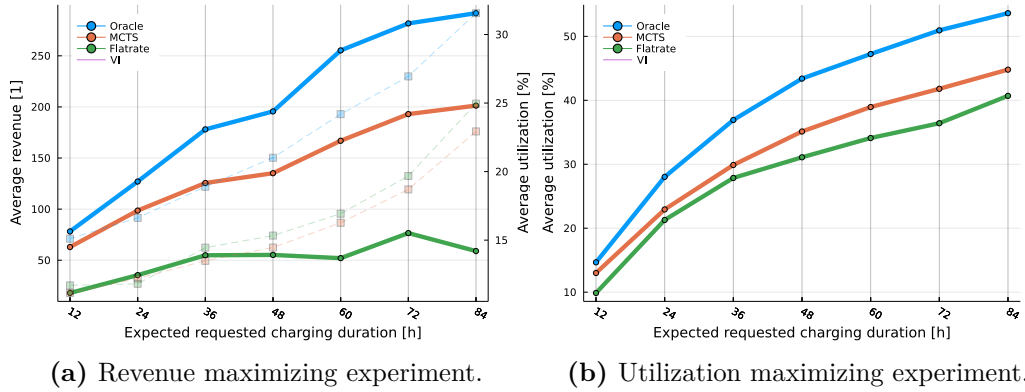 Oracle
MCTS
Flatrate
VI
Average revenue [1]
250
200
150
100
50
30
25
20
15
Average utilization [%]
12 24 36 48 60 72 84
Expected requested charging duration [h]
(a) Revenue maximizing experiment.
Oracle
MCTS
Flatrate
VI
Average utilization [%]
50
40
30
20
10
12 24 36 48 60 72 84
Expected requested charging duration [h]
(b) Utilization maximizing experiment